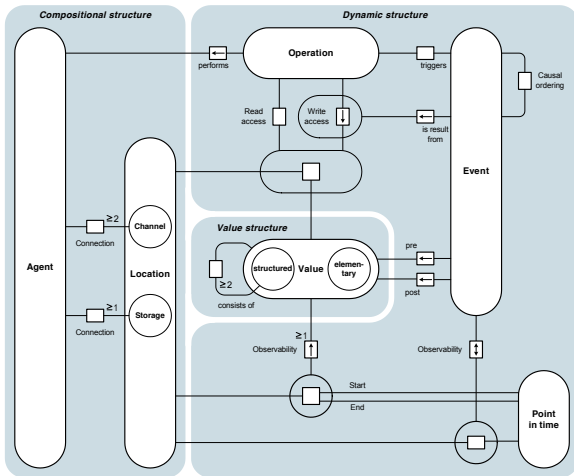 Compositional structure
Dynamic structure
Operation
performs
triggers
Causal
ordering
Read
access
Write
access
is result
from
Event
≥2
Channel
Connection
Agent
Location
Value structure
structured
Value
elemen-
tary
≥2
consists of
pre
post
≥1
Storage
Connection
≥1
Observability
Observability
Start
End
Point
in time